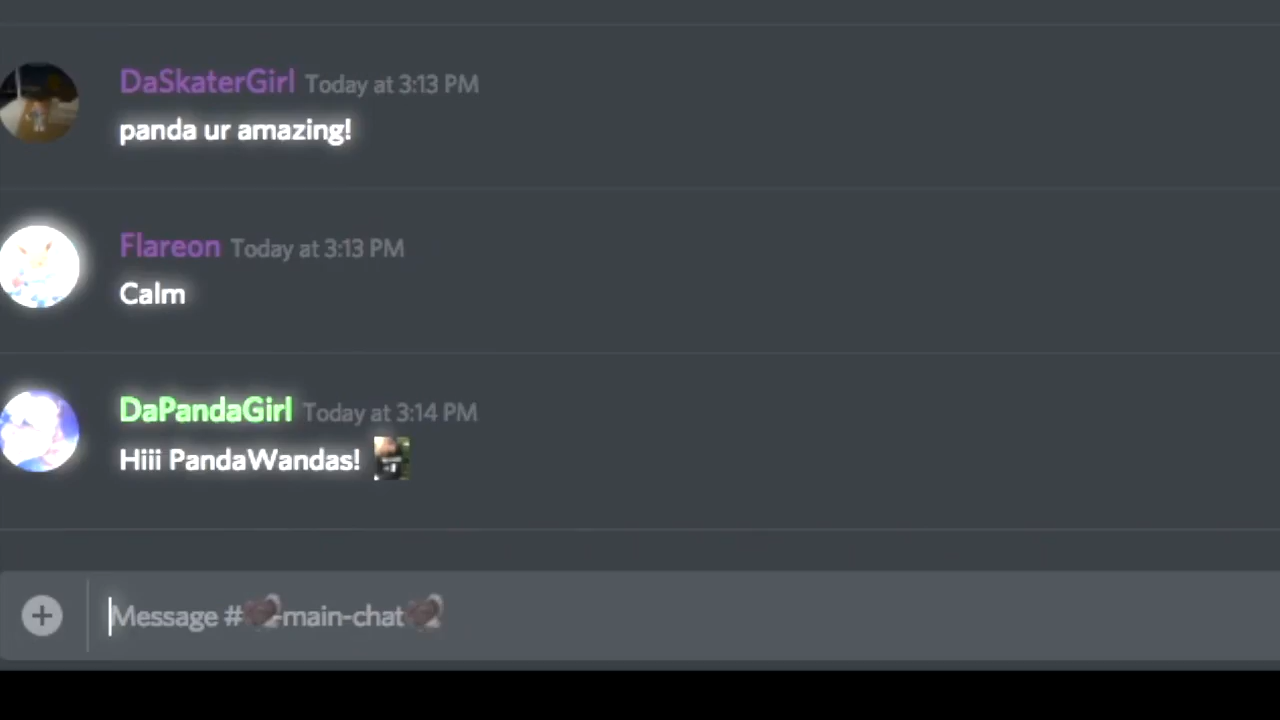 DaSkaterGirl Today at 3:13 PM
panda ur amazing!
Flareon Today at 3:13 PM
Calm
DaPandaGirl Today at 3:14 PM
Hiii PandaWandas!
Message #🦃-main-chat🦃